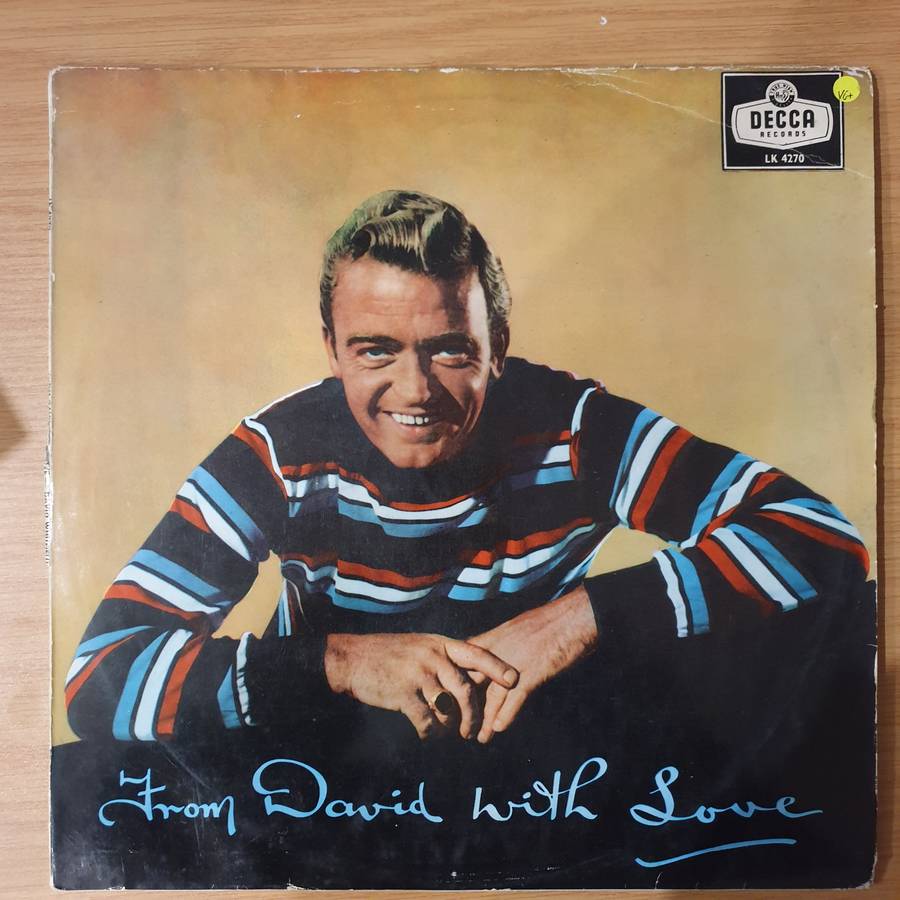 VG+
DECCA
RECORDS
LK 4270
From David with Love